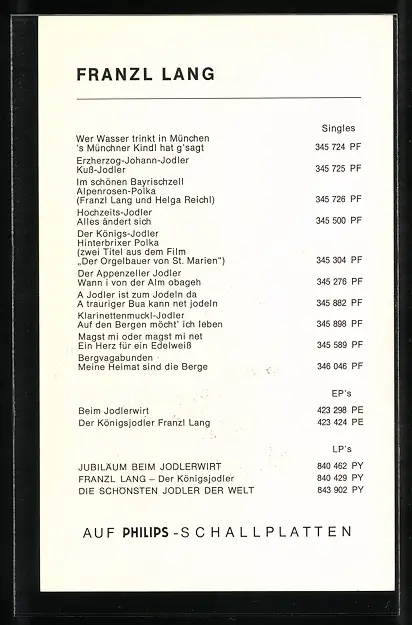 FRANZL LANG
Singles
Wer Wasser trinkt in München
's Münchner Kindl hat g'sagt 345 724 PF
Erzherzog-Johann-Jodler
Kuß-Jodler 345 725 PF
Im schönen Bayrischzell
Alpenrosen-Polka
(Franzl Lang und Helga Reichl) 345 726 PF
Hochzeits-Jodler
Alles ändert sich 345 500 PF
Der Königs-Jodler
Hinterbrixer Polka
(zwei Titel aus dem Film
„Der Orgelbauer von St. Marien") 345 304 PF
Der Appenzeller Jodler
Wann i von der Alm obageh 345 276 PF
A Jodler ist zum Jodeln da
A trauriger Bua kann net jodeln 345 882 PF
Klarinettenmuckl-Jodler
Auf den Bergen möcht' ich leben 345 898 PF
Magst mi oder magst mi net
Ein Herz für ein Edelweiß 345 589 PF
Bergvagabunden
Meine Heimat sind die Berge 346 046 PF
EP's
Beim Jodlerwirt 423 298 PE
Der Königsjodler Franzl Lang 423 424 PE
LP's
JUBILÄUM BEIM JODLERWIRT 840 462 PY
FRANZL LANG – Der Königsjodler 840 429 PY
DIE SCHÖNSTEN JODLER DER WELT 843 902 PY
AUF PHILIPS-SCHALLPLATTEN